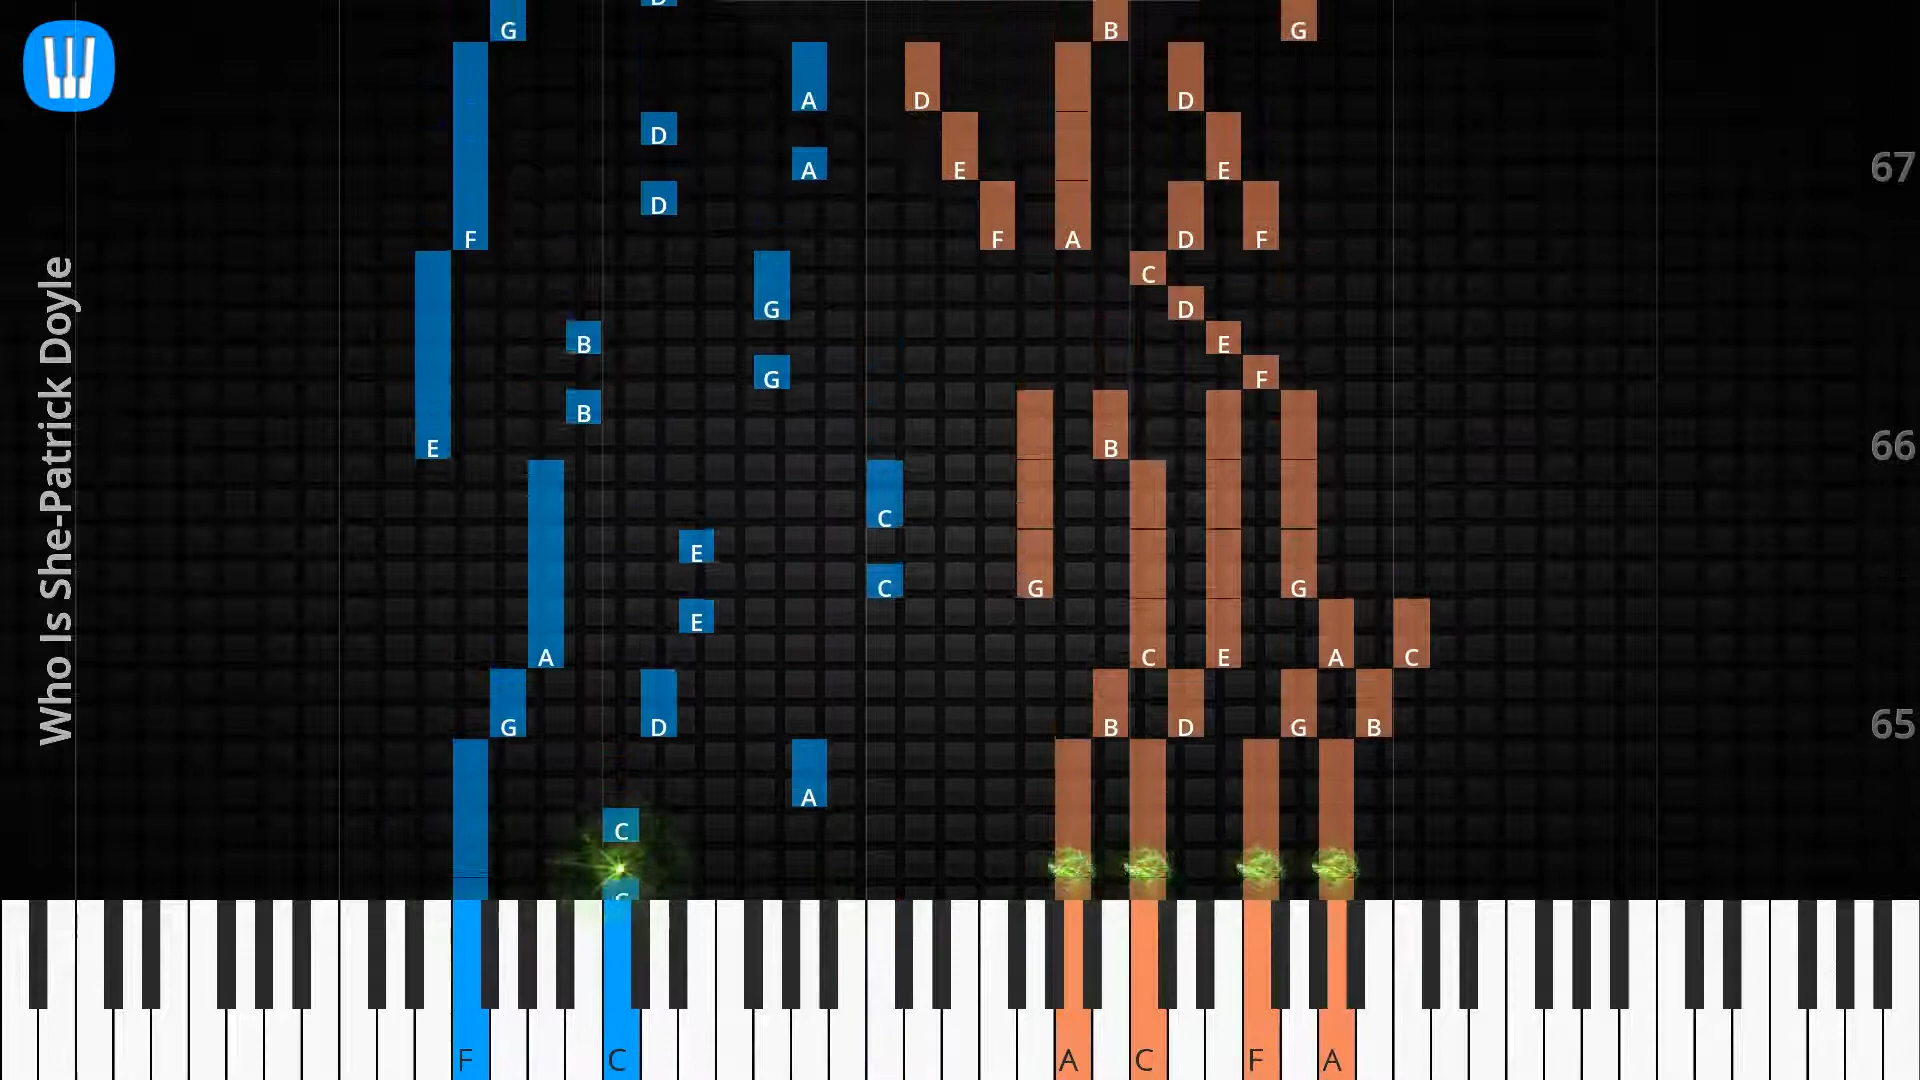 Who Is She-Patrick Doyle
G B G
A D D
D 67
A E E
D
F F A D F
C
G D
B E
G F
B
E B 66
C
E
C G G
E
A C E A C
G D B D G B 65
A
C
F C A C F A